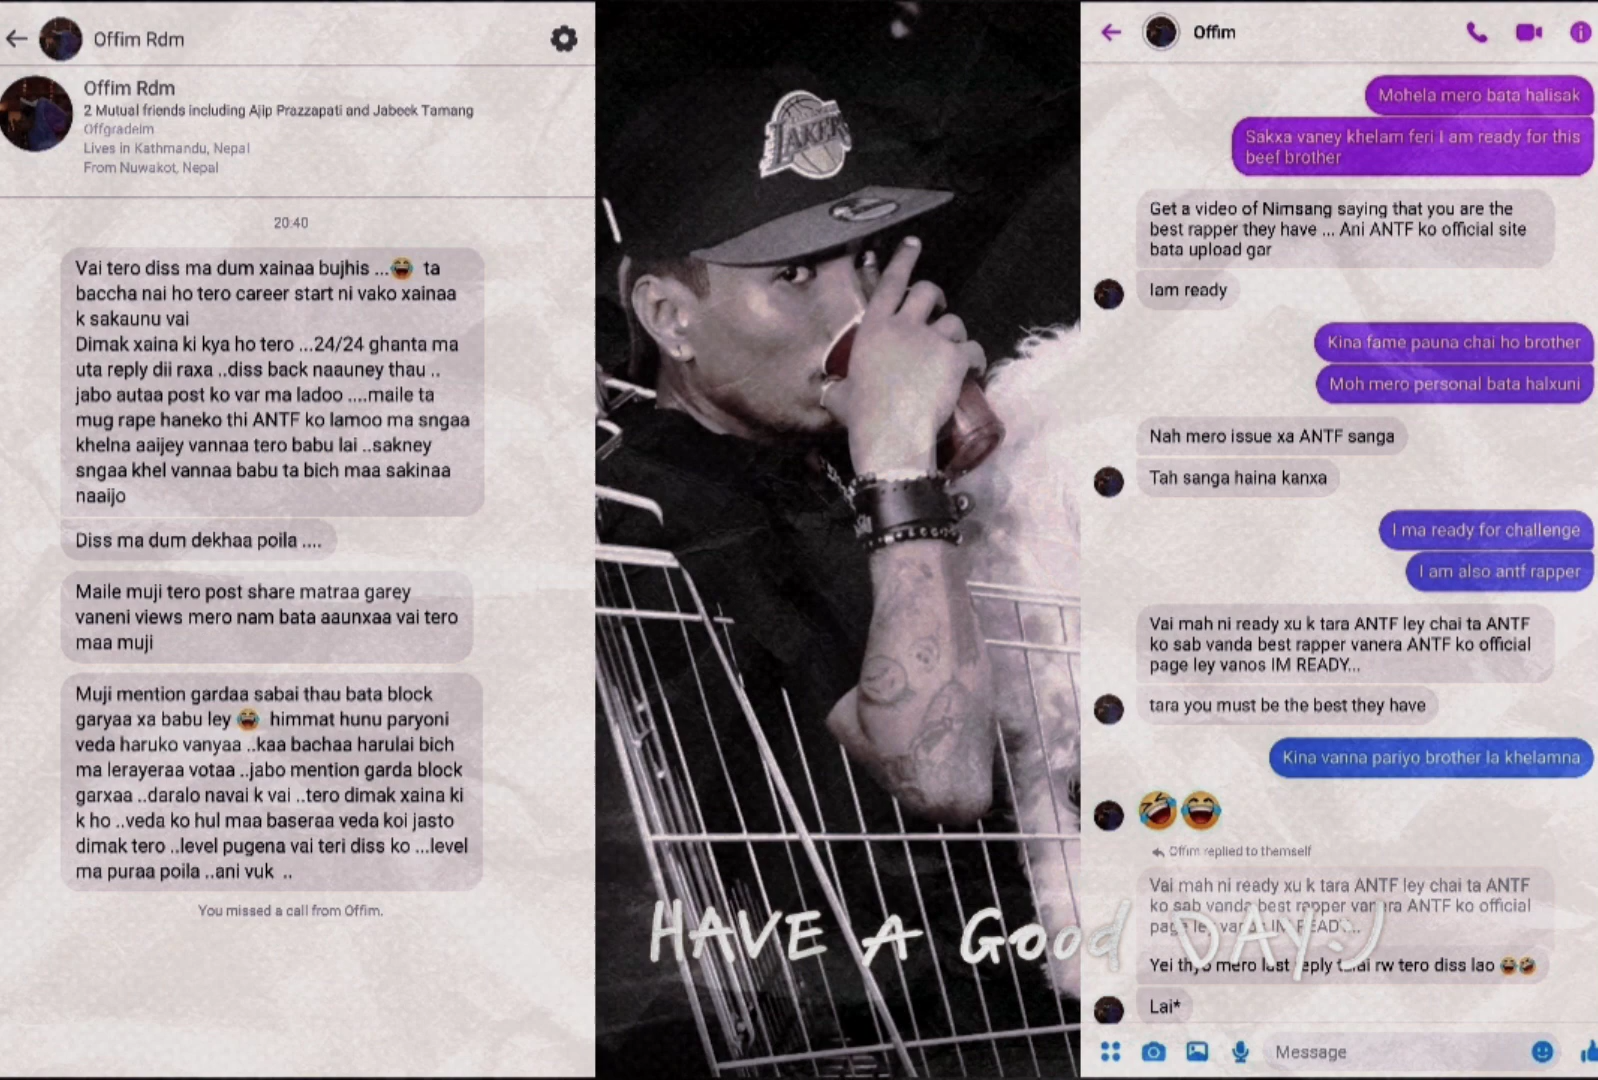 Offim Rdm
Offim Rdm
2 Mutual friends including Ajip Prazzapati and Jabeek Tamang
Offgradeim
Lives in Kathmandu, Nepal
From Nuwakot, Nepal
20:40
Vai tero diss ma dum xainaa bujhis ...😂 ta
baccha nai ho tero career start ni vako xainaa
k sakaunu vai
Dimak xaina ki kya ho tero ...24/24 ghanta ma
uta reply dii raxa ..diss back naauney thau ..
jabo autaa post ko var ma ladoo ....maile ta
mug rape haneko thi ANTF ko lamoo ma sngaa
khelna aaijey vannaa tero babu lai ..sakney
sngaa khel vannaa babu ta bich maa sakinaa
naaijo
Diss ma dum dekhaa poila ....
Maile muji tero post share matraa garey
vaneni views mero nam bata aaunxaa vai tero
maa muji
Muji mention gardaa sabai thau bata block
garyaa xa babu ley 😂 himmat hunu paryoni
veda haruko vanyaa ..kaa bachaa harulai bich
ma lerayeraa votaa ..jabo mention garda block
garxaa ..daralo navai k vai ..tero dimak xaina ki
k ho ..veda ko hul maa baseraa veda koi jasto
dimak tero ..level pugena vai teri diss ko ...level
ma puraa poila ..ani vuk ..
You missed a call from Offim.
LAKERS
HAVE A Good DAY:)
Offim
Mohela mero bata halisak
Sakxa vaney khelam feri I am ready for this
beef brother
Get a video of Nimsang saying that you are the
best rapper they have ... Ani ANTF ko official site
bata upload gar
Iam ready
Kina fame pauna chai ho brother
Moh mero personal bata halxuni
Nah mero issue xa ANTF sanga
Tah sanga haina kanxa
I ma ready for challenge
I am also antf rapper
Vai mah ni ready xu k tara ANTF ley chai ta ANTF
ko sab vanda best rapper vanera ANTF ko official
page ley vanos IM READY...
tara you must be the best they have
Kina vanna pariyo brother la khelamna
🤣😂
Offim replied to themself
Vai mah ni ready xu k tara ANTF ley chai ta ANTF
ko sab vanda best rapper vanera ANTF ko official
page ley vanos IM READY...
Yei thyo mero last reply talai rw tero diss lao 😂🤣
Lai*
Message